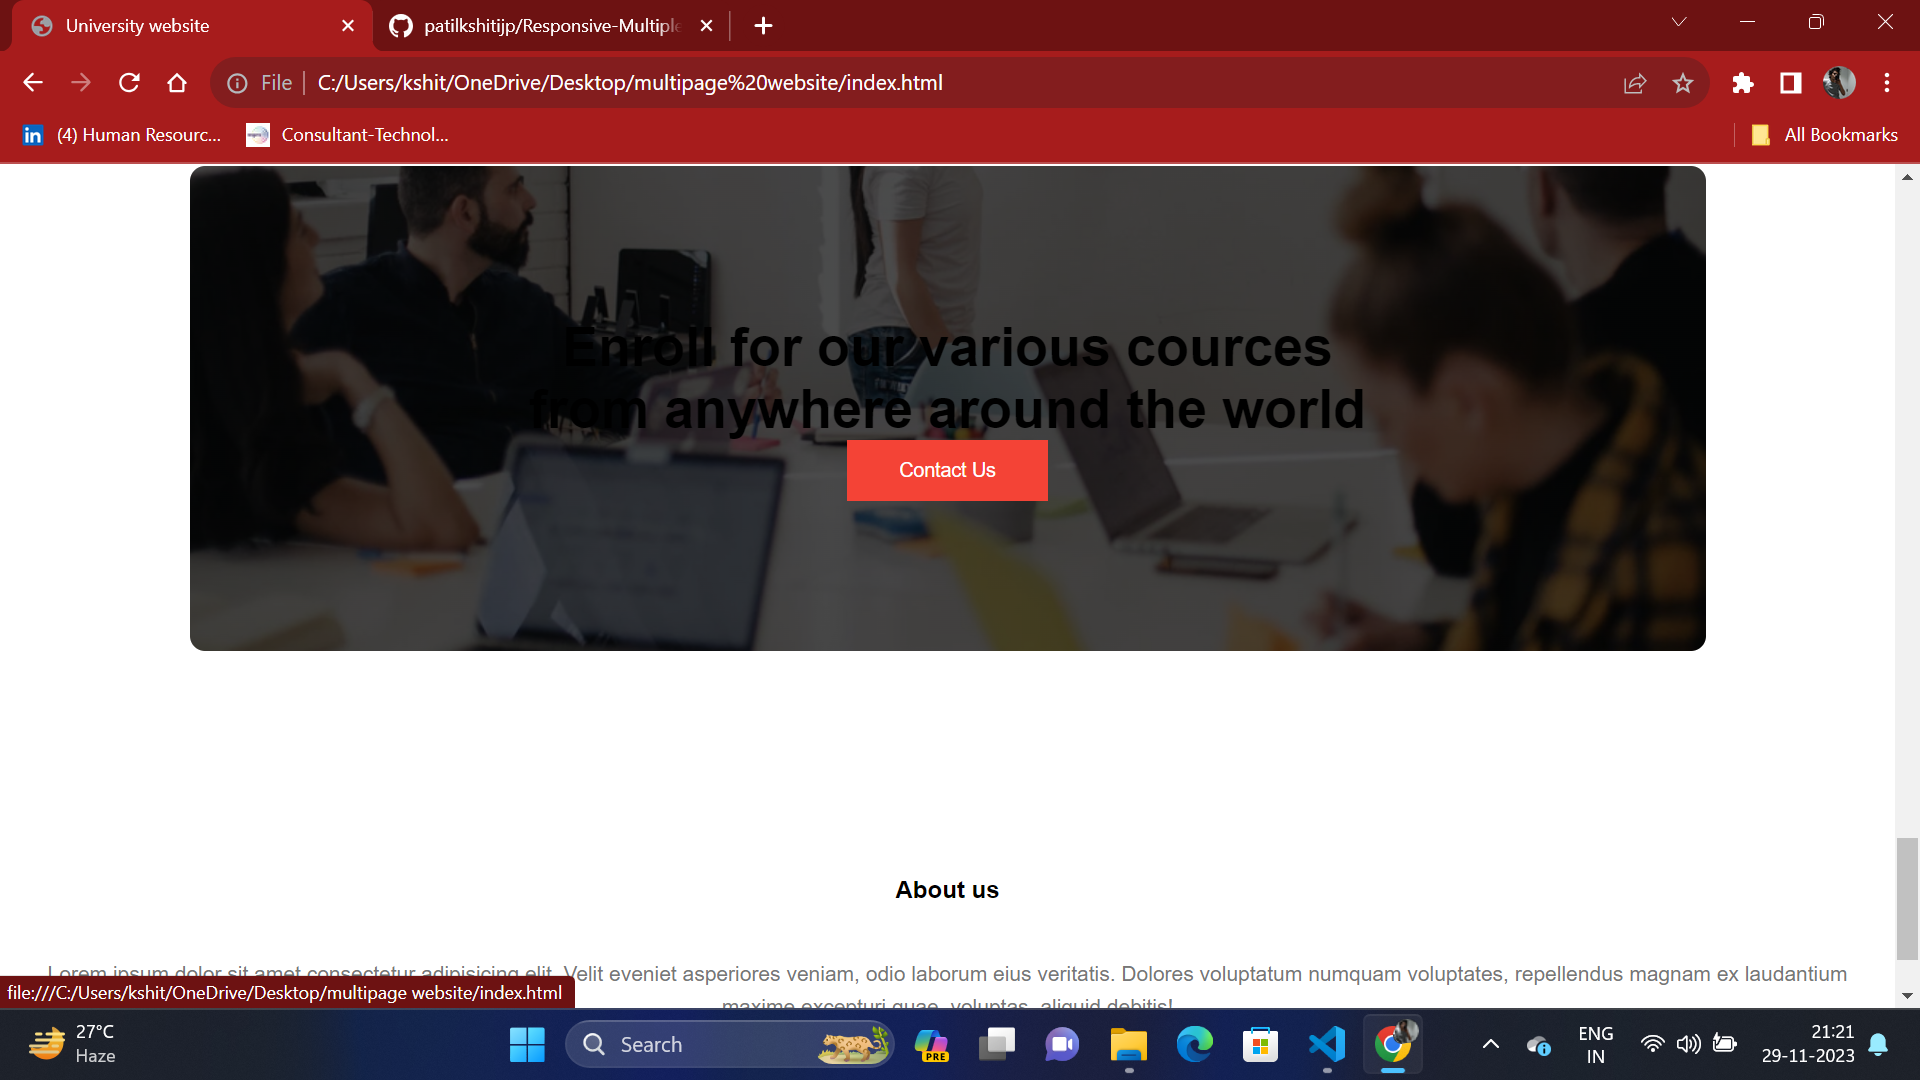 University website
patilkshitijp/Responsive-Multiple
File
C:/Users/kshit/OneDrive/Desktop/multipage%20website/index.html
(4) Human Resourc...
Consultant-Technol...
All Bookmarks
Enroll for our various cources
from anywhere around the world
Contact Us
About us
Lorem ipsum dolor sit amet consectetur adipisicing elit. Velit eveniet asperiores veniam, odio laborum eius veritatis. Dolores voluptatum numquam voluptates, repellendus magnam ex laudantium
maxime excepturi quae, voluptas, aliquid debitis!
file:///C:/Users/kshit/OneDrive/Desktop/multipage website/index.html
27°C
Haze
Search
PRE
ENG
IN
21:21
29-11-2023